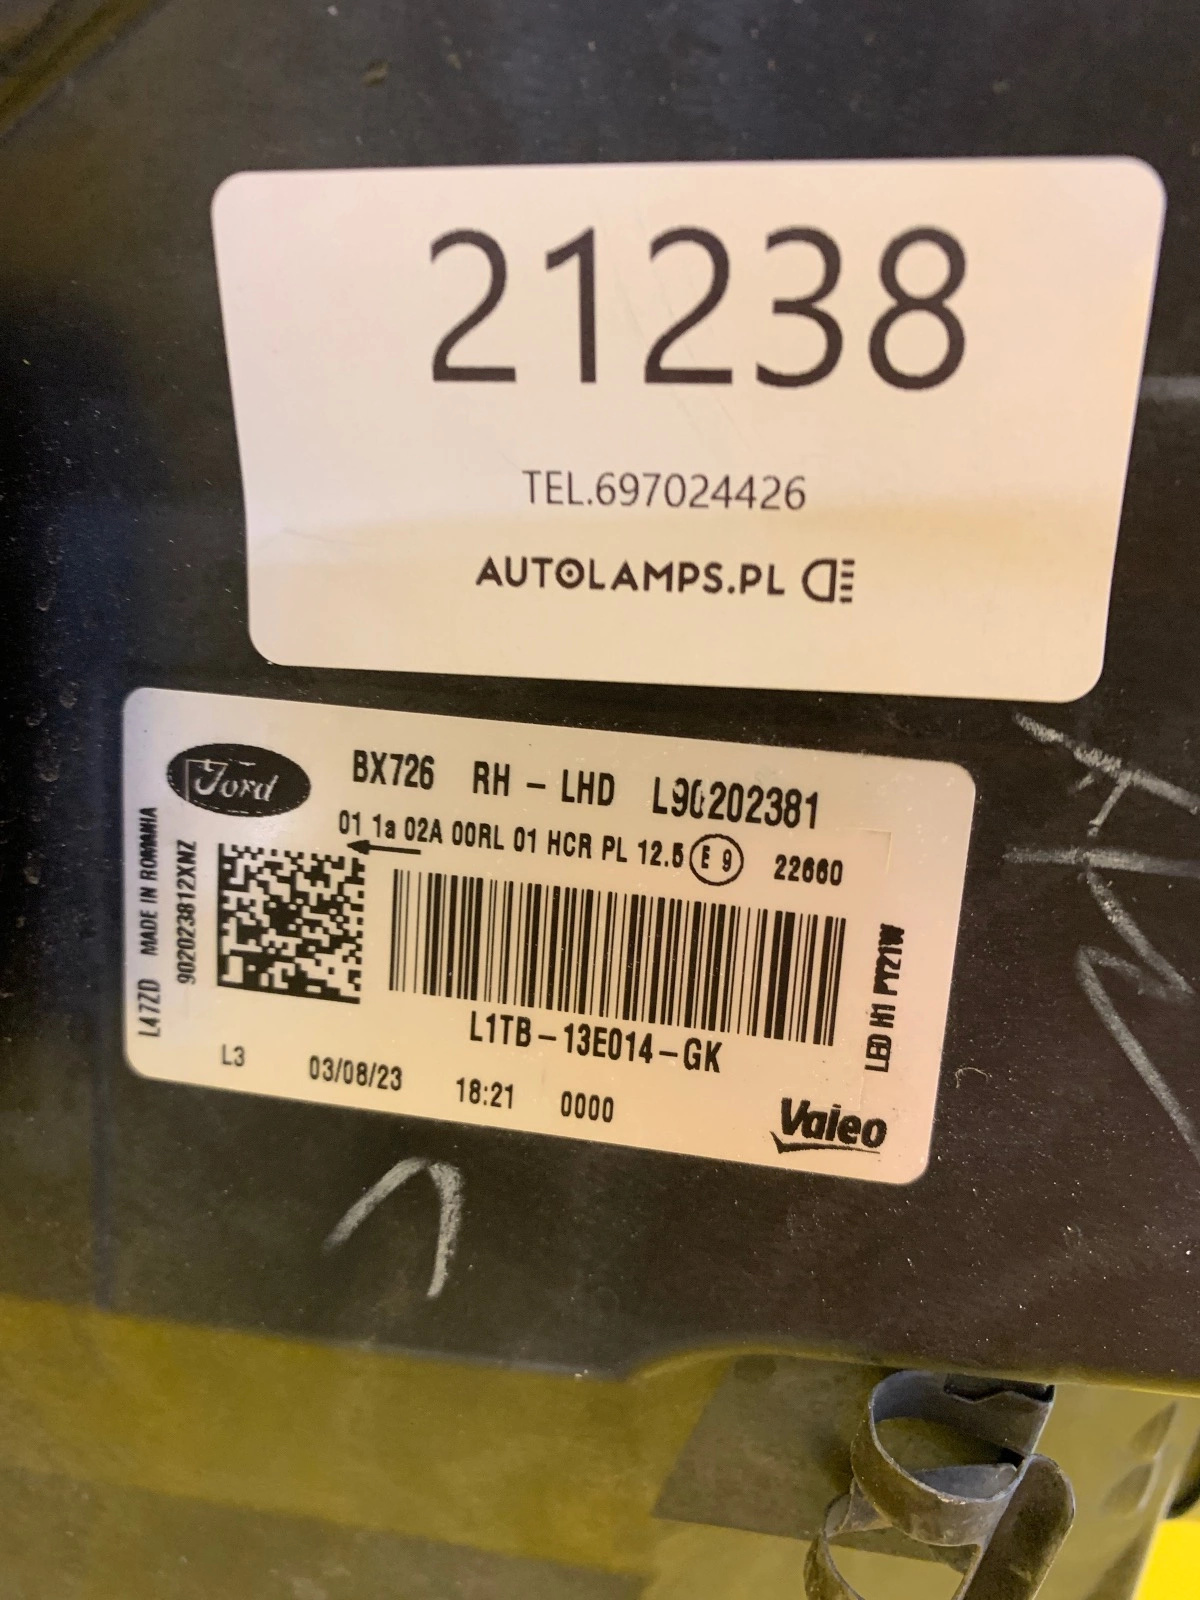 21238
TEL.697024426
AUTOLAMPS.PL
Ford
BX726 RH - LHD L90202381
01 1a 02A 00RL 01 HCR PL 12.5 E 9 22660
L47ZD MADE IN ROMANIA
902023812XNZ
LED H1 PY21W
L1TB-13E014-GK
L3 03/08/23 18:21 0000
Valeo